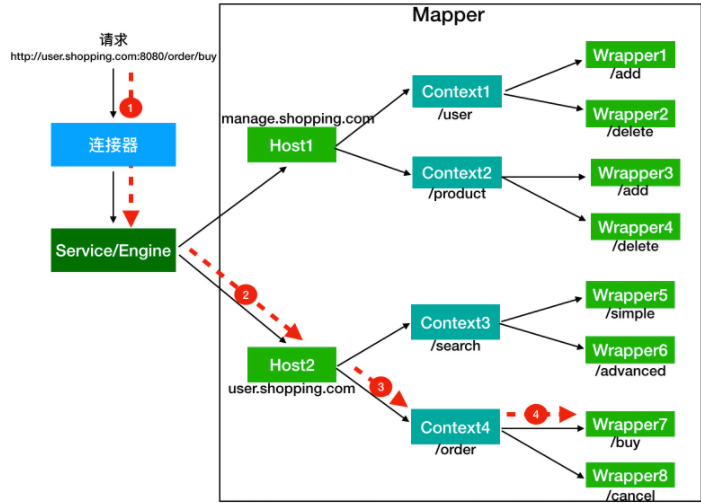 Mapper
请求
http://user.shopping.com:8080/order/buy
1
连接器
Service/Engine
2
manage.shopping.com
Host1
Context1
/user
Wrapper1
/add
Wrapper2
/delete
Context2
/product
Wrapper3
/add
Wrapper4
/delete
Host2
user.shopping.com
3
Context3
/search
Wrapper5
/simple
Wrapper6
/advanced
Context4
/order
4
Wrapper7
/buy
Wrapper8
/cancel